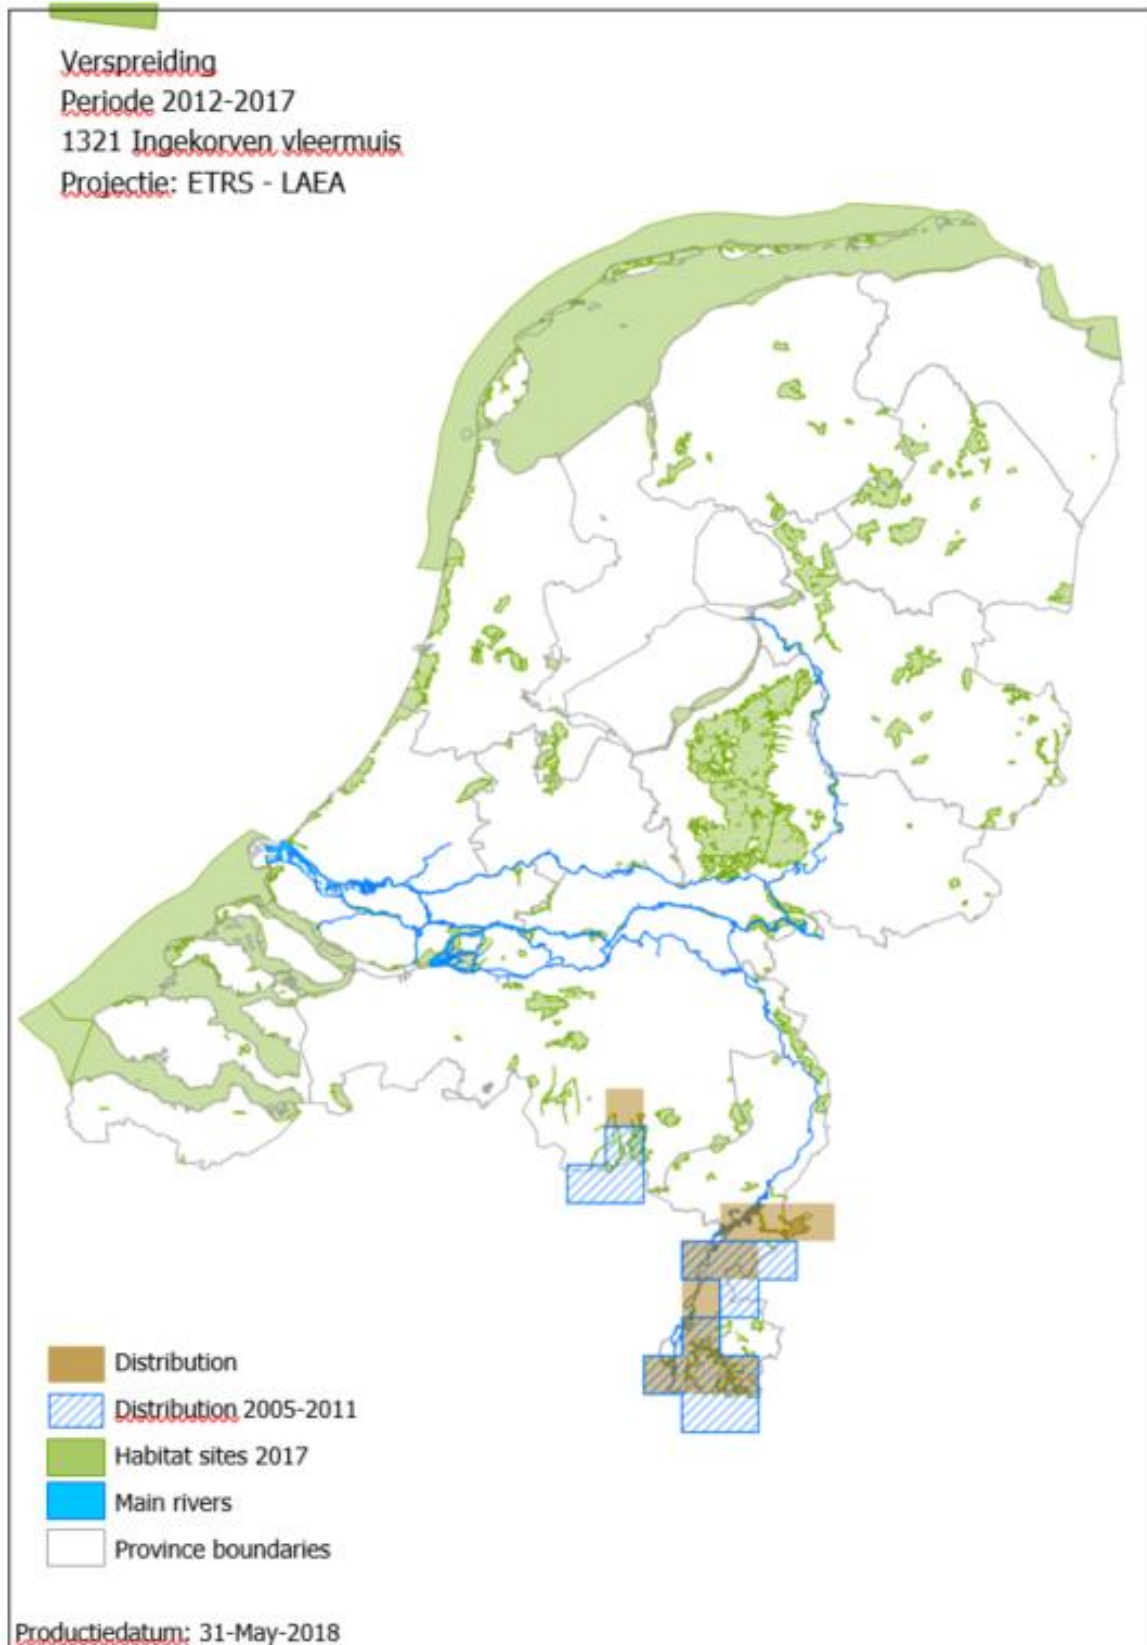 Verspreiding
Periode 2012-2017
1321 Ingekorven vleermuis
Projectie: ETRS - LAEA
Distribution
Distribution 2005-2011
Habitat sites 2017
Main rivers
Province boundaries
Productiedatum: 31-May-2018